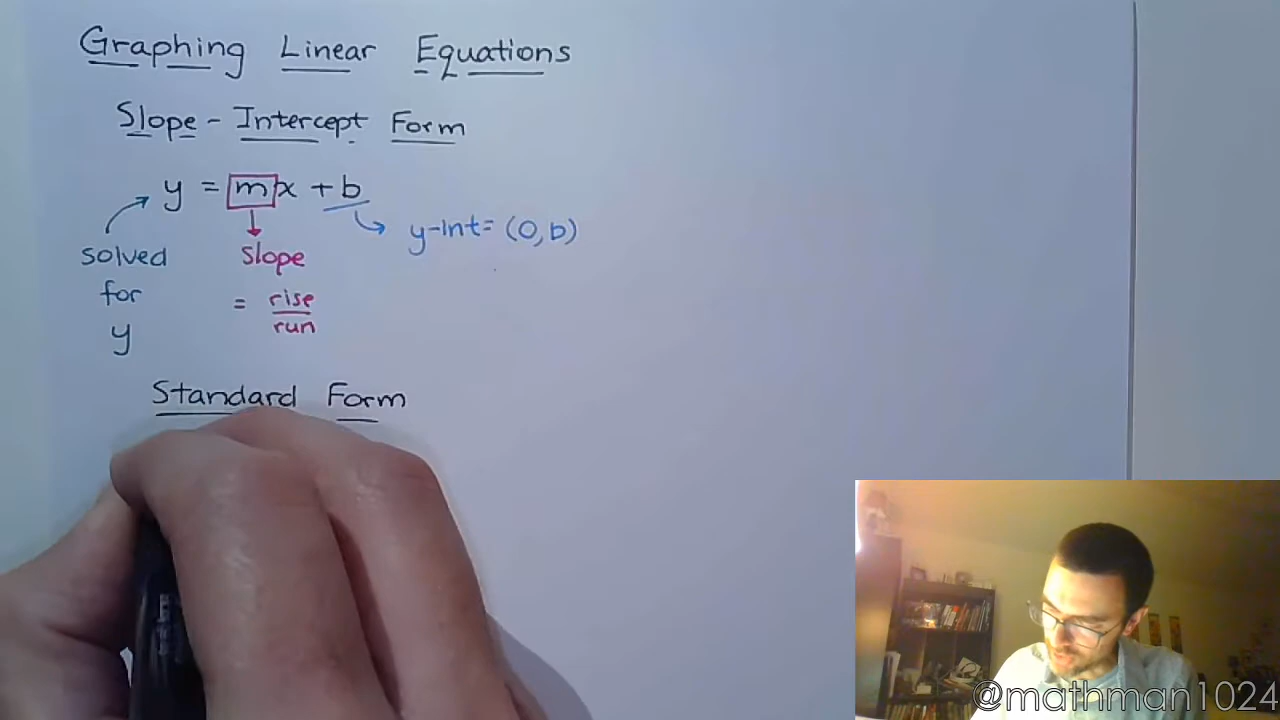 Graphing Linear Equations
Slope - Intercept Form
y = mx + b
y-int = (0, b)
solved for y
slope
= rise/run
Standard Form
@mathman1024